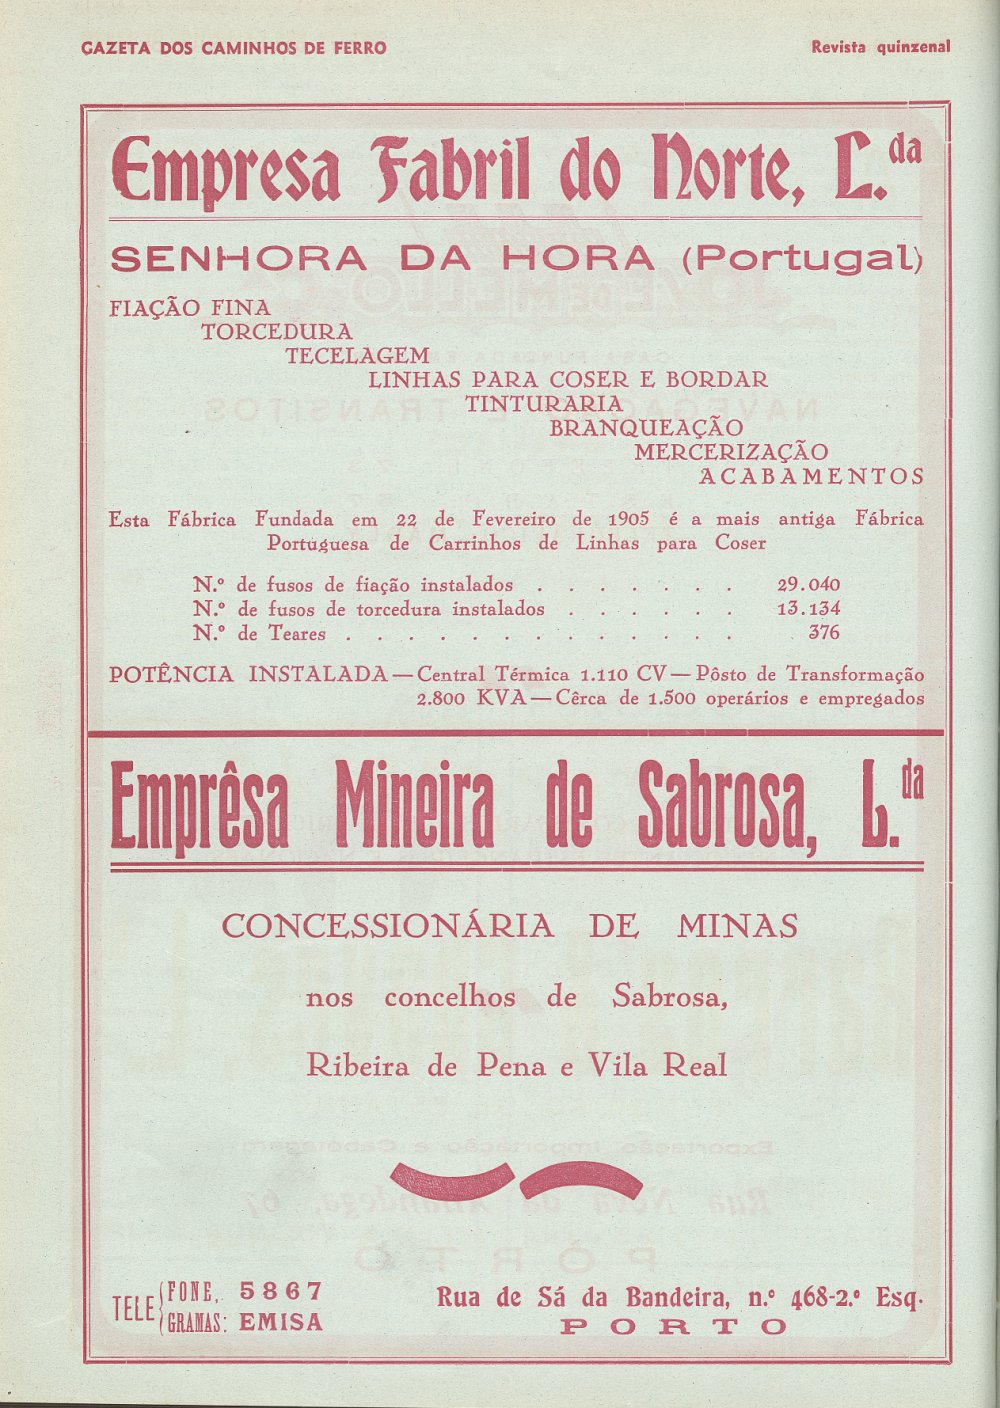 GAZETA DOS CAMINHOS DE FERRO
Revista quinzenal
Empresa Fabril do Norte, L.da
SENHORA DA HORA (Portugal)
FIAÇÃO FINA
TORCEDURA
TECELAGEM
LINHAS PARA COSER E BORDAR
TINTURARIA
BRANQUEAÇÃO
MERCERIZAÇÃO
ACABAMENTOS
Esta Fábrica Fundada em 22 de Fevereiro de 1905 é a mais antiga Fábrica
Portuguesa de Carrinhos de Linhas para Coser
N.º de fusos de fiação instalados . . . . . . . 29.040
N.º de fusos de torcedura instalados . . . . . . 13.134
N.º de Teares . . . . . . . . . . . . . 376
POTÊNCIA INSTALADA—Central Térmica 1.110 CV—Pôsto de Transformação
2.800 KVA—Cêrca de 1.500 operários e empregados
Emprêsa Mineira de Sabrosa, L.da
CONCESSIONÁRIA DE MINAS
nos concelhos de Sabrosa,
Ribeira de Pena e Vila Real
TELE
FONE, 5867
GRAMAS: EMISA
Rua de Sá da Bandeira, n.º 468-2.º Esq.
PORTO